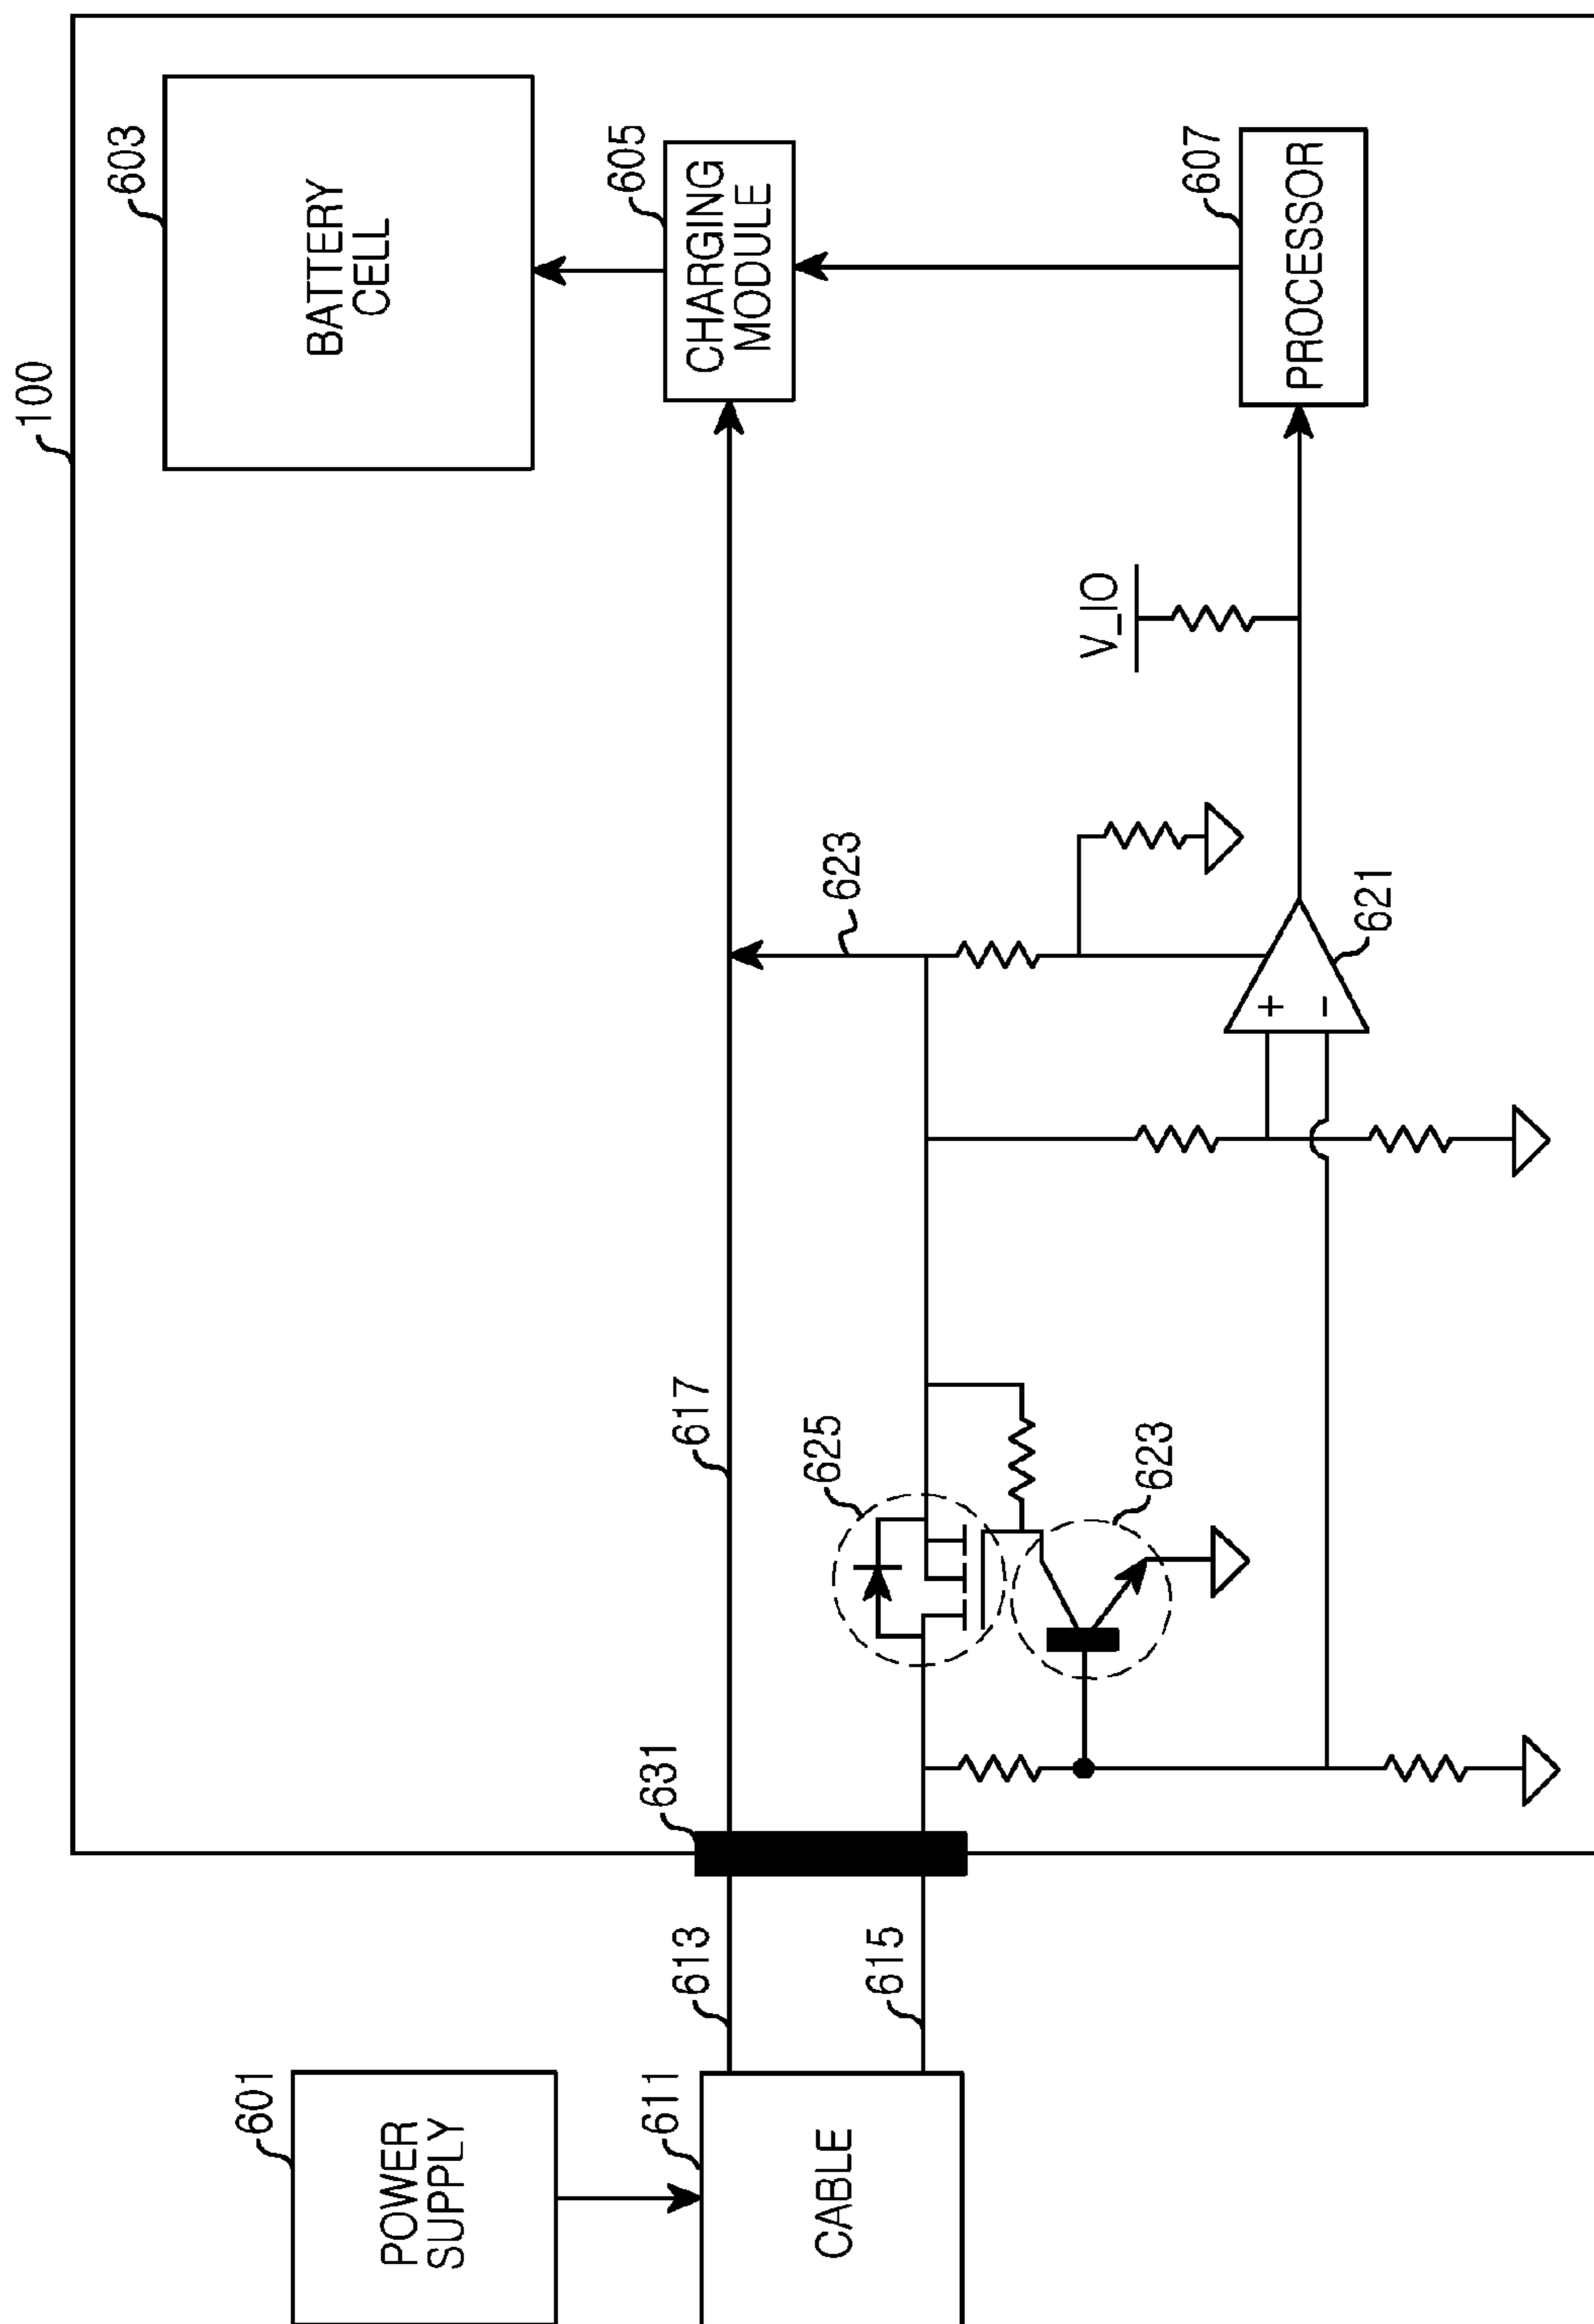 100
603
BATTERY
CELL
605
CHARGING
MODULE
607
PROCESSOR
V_IO
623
621
+
-
617
625
623
631
613
615
601
POWER
SUPPLY
611
CABLE